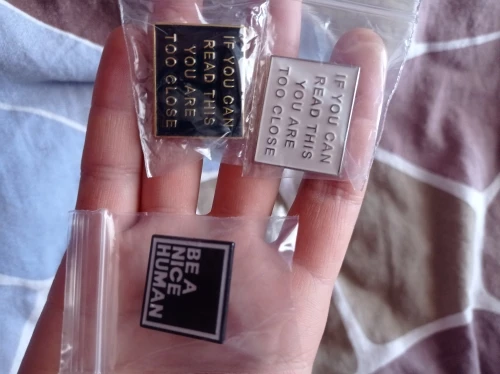 IF YOU CAN
READ THIS
YOU ARE
TOO CLOSE
IF YOU CAN
READ THIS
YOU ARE
TOO CLOSE
BE A
NICE
HUMAN